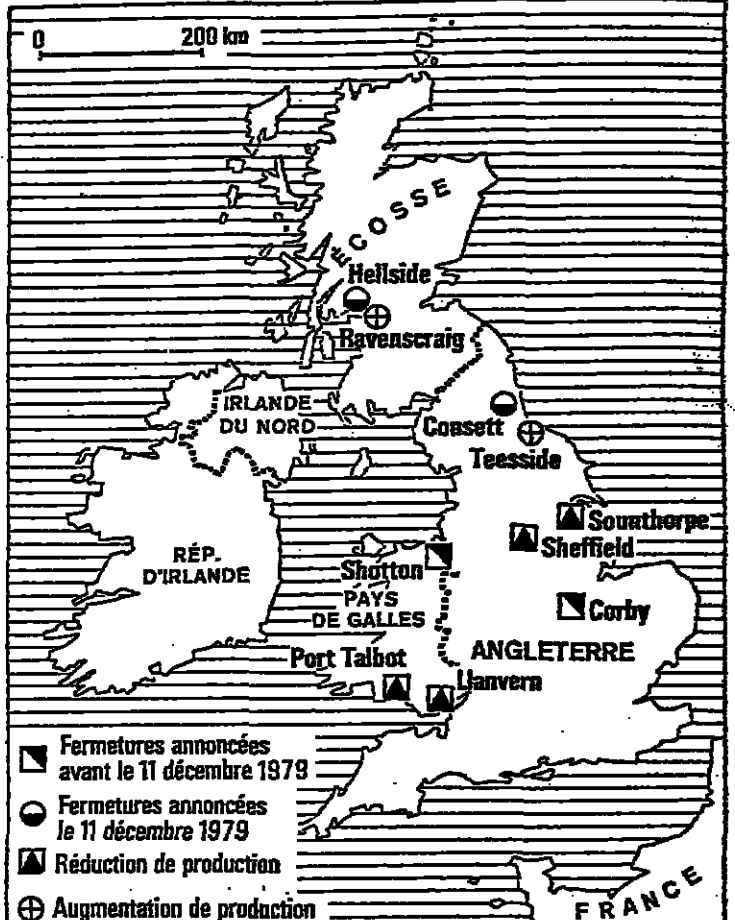 0 200 km
ÉCOSSE
Hellside
Ravenscraig
IRLANDE
DU NORD
Consett
Teesside
Sounthorpe
Sheffield
RÉP.
D'IRLANDE
Shotton
PAYS
DE GALLES
Corby
ANGLETERRE
Port Talbot
Llanvern
Fermetures annoncées
avant le 11 décembre 1979
Fermetures annoncées
le 11 décembre 1979
Réduction de production
Augmentation de production
FRANCE